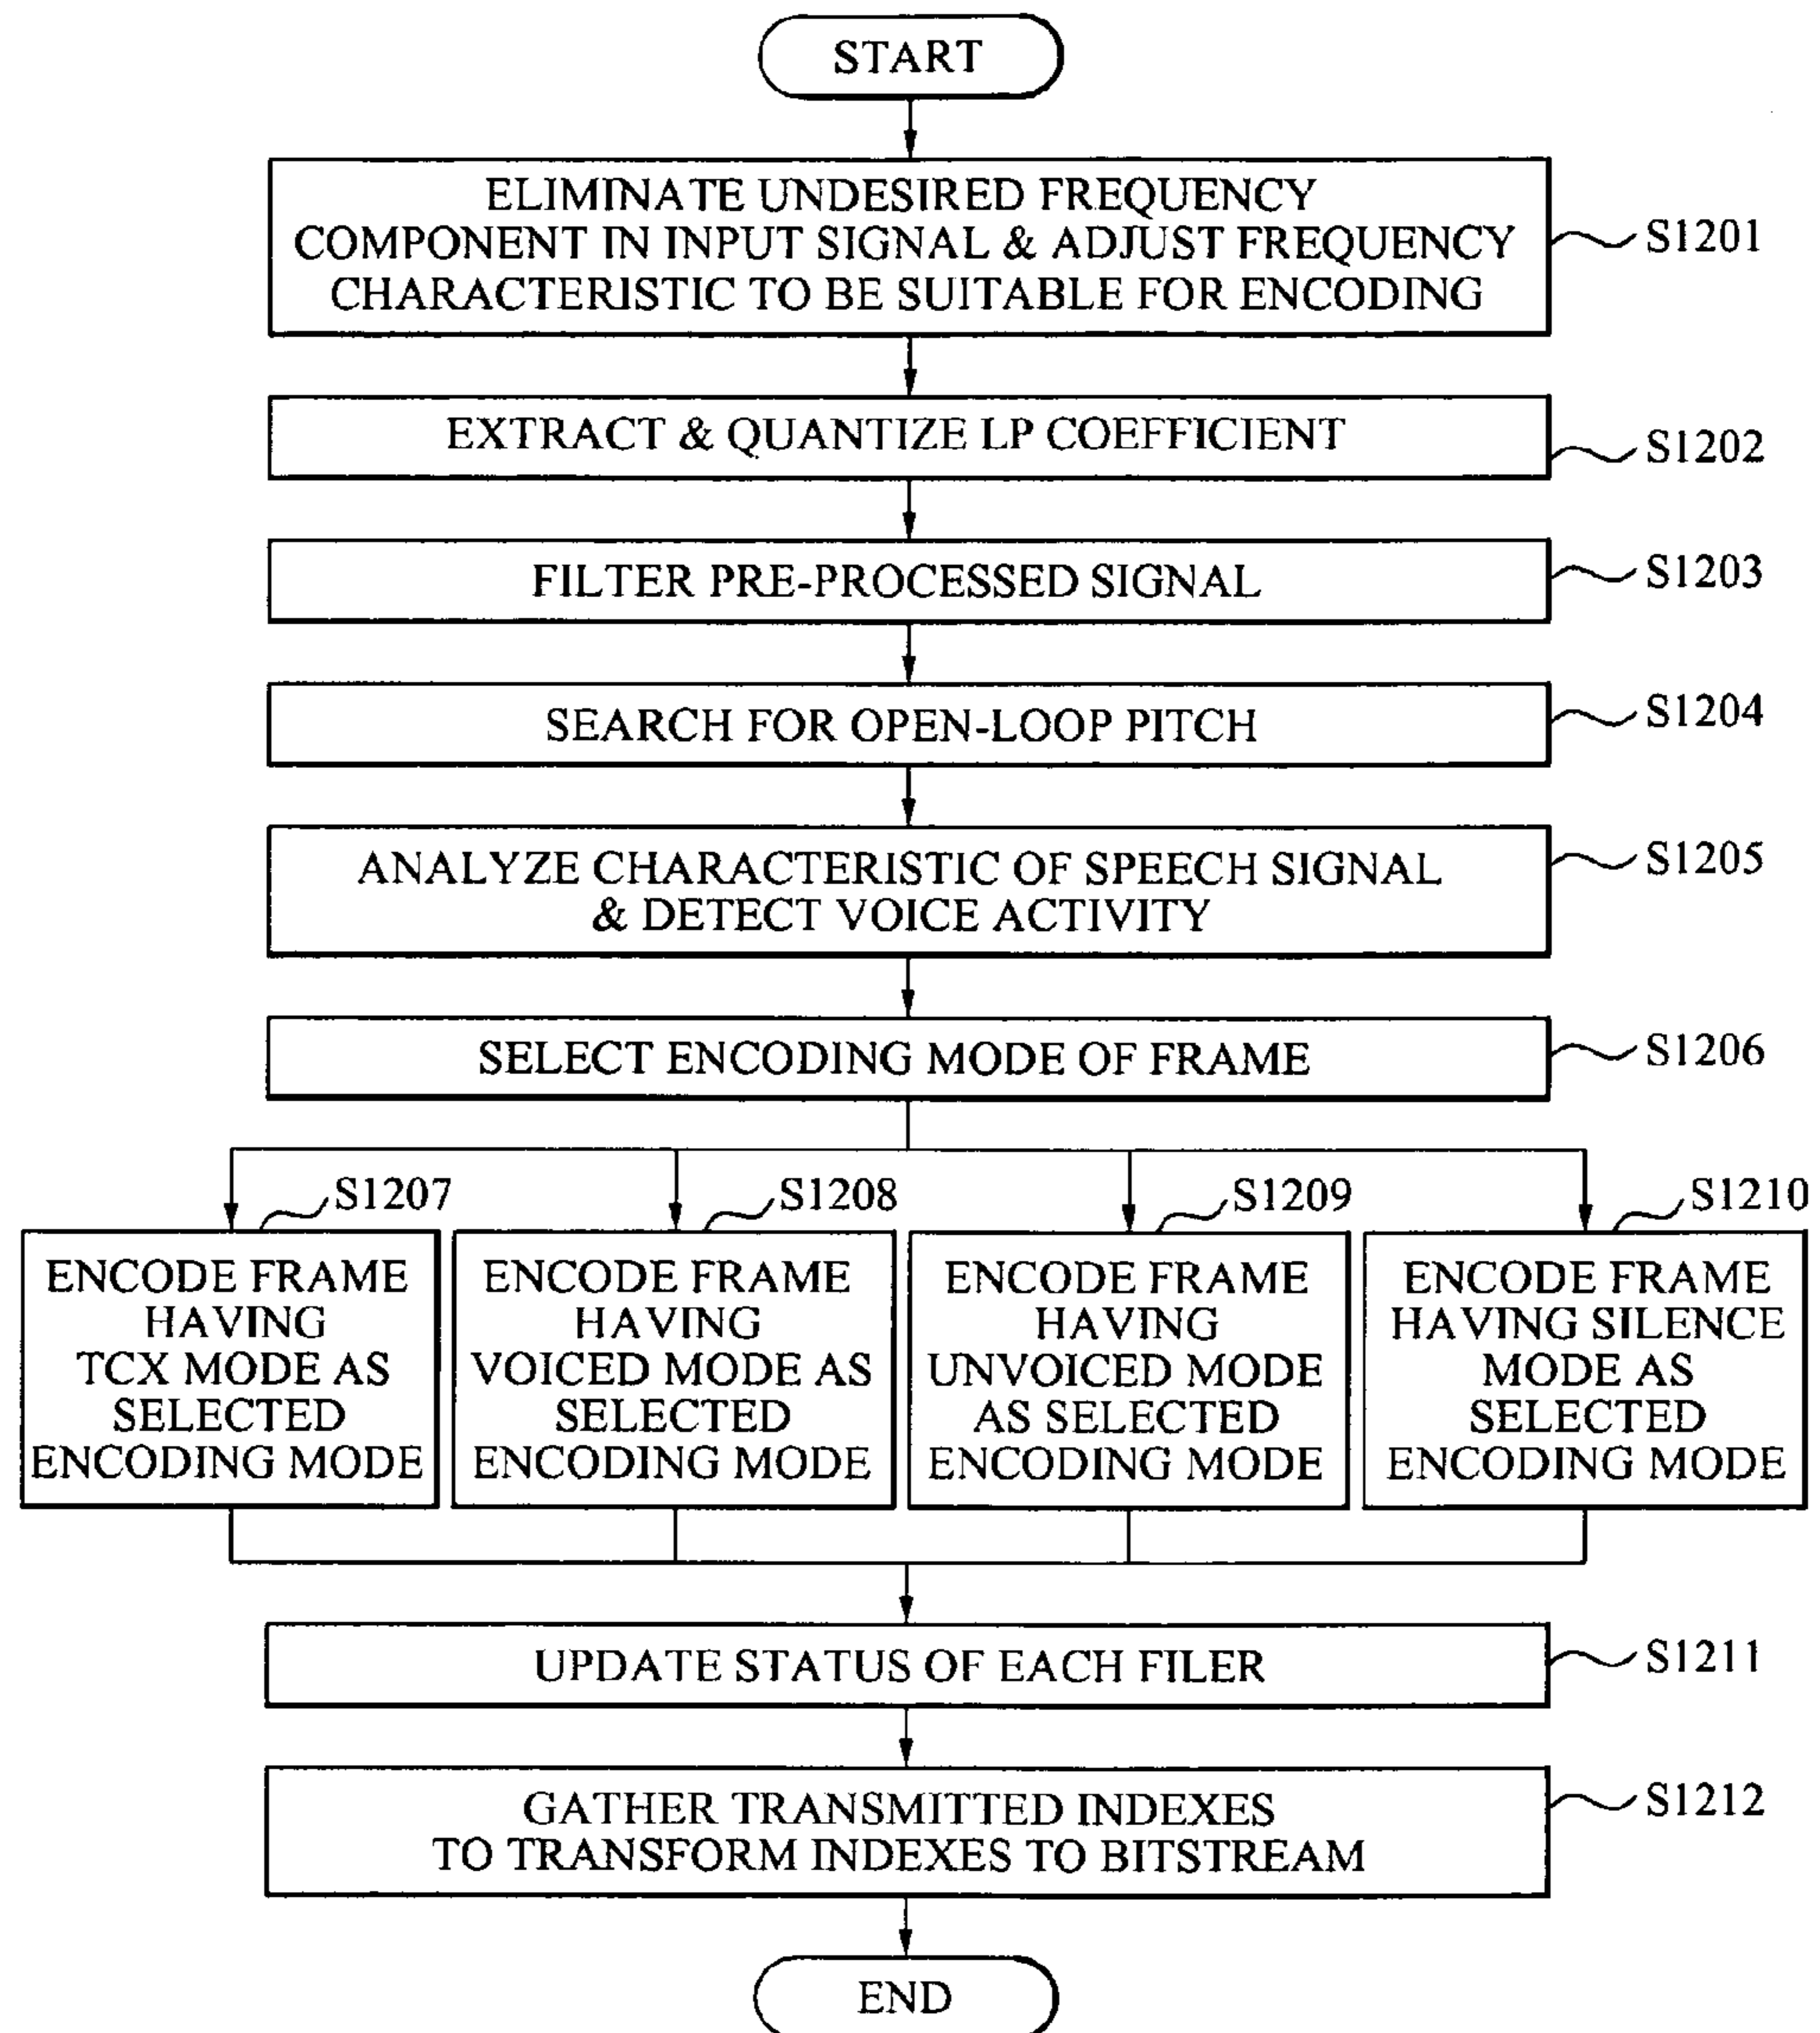 START
ELIMINATE UNDESIRED FREQUENCY
COMPONENT IN INPUT SIGNAL & ADJUST FREQUENCY
CHARACTERISTIC TO BE SUITABLE FOR ENCODING
S1201
EXTRACT & QUANTIZE LP COEFFICIENT
S1202
FILTER PRE-PROCESSED SIGNAL
S1203
SEARCH FOR OPEN-LOOP PITCH
S1204
ANALYZE CHARACTERISTIC OF SPEECH SIGNAL
& DETECT VOICE ACTIVITY
S1205
SELECT ENCODING MODE OF FRAME
S1206
S1207
ENCODE FRAME
HAVING
TCX MODE AS
SELECTED
ENCODING MODE
S1208
ENCODE FRAME
HAVING
VOICED MODE AS
SELECTED
ENCODING MODE
S1209
ENCODE FRAME
HAVING
UNVOICED MODE
AS SELECTED
ENCODING MODE
S1210
ENCODE FRAME
HAVING SILENCE
MODE AS
SELECTED
ENCODING MODE
UPDATE STATUS OF EACH FILER
S1211
GATHER TRANSMITTED INDEXES
TO TRANSFORM INDEXES TO BITSTREAM
S1212
END